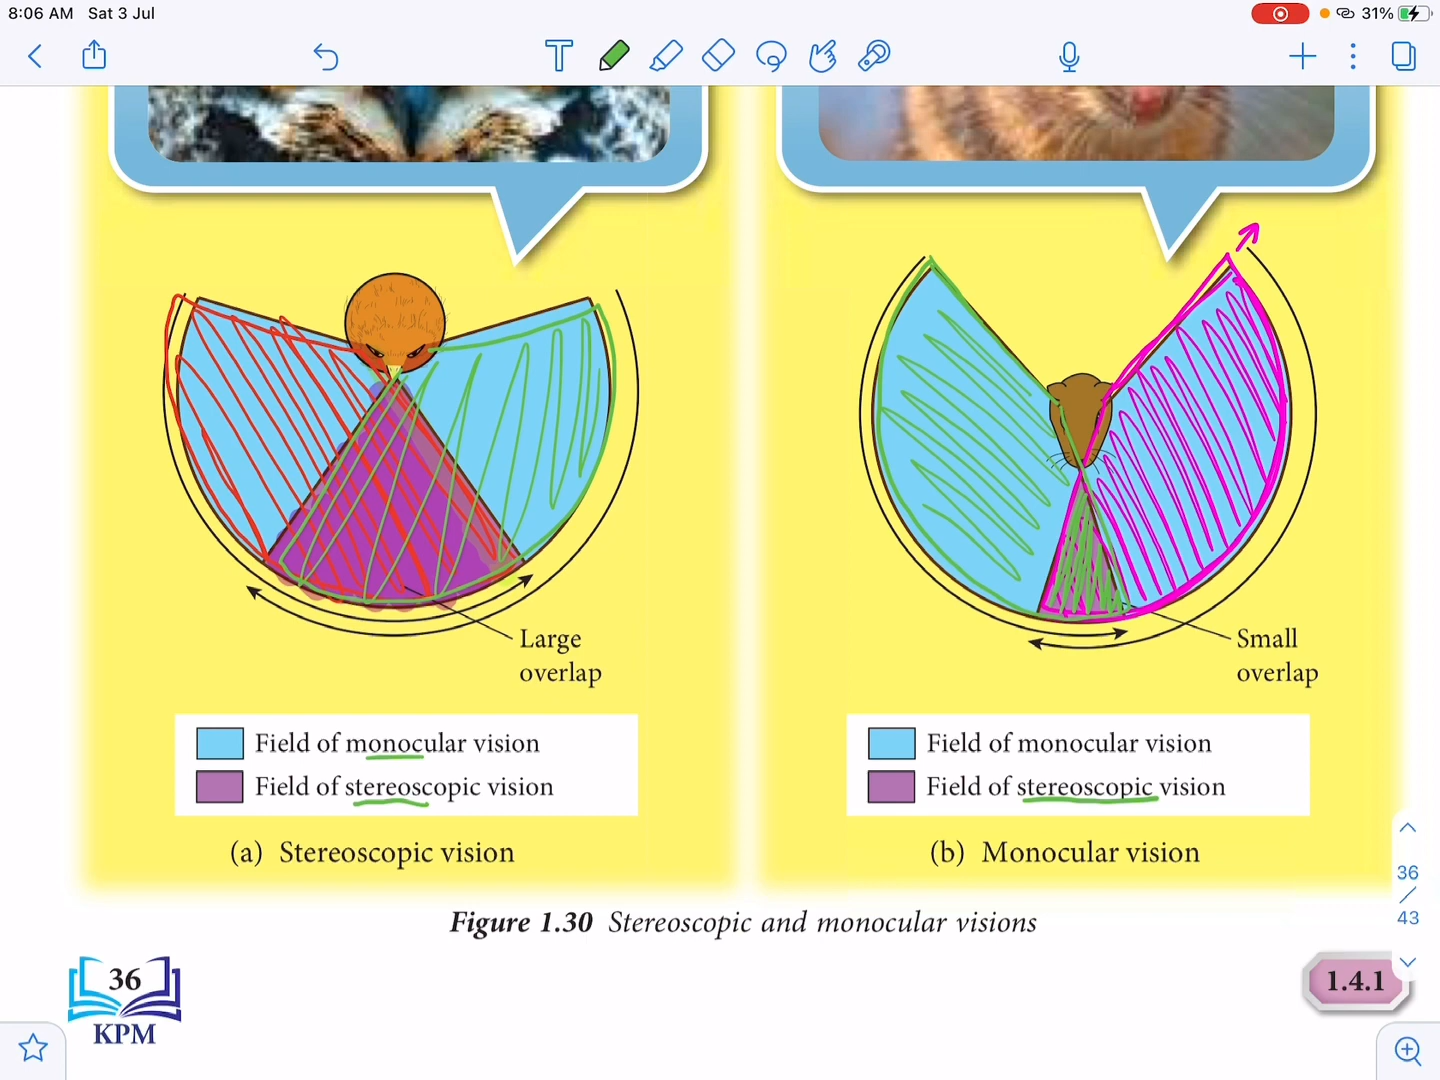 8:06 AM Sat 3 Jul
31%
T
Large
overlap
Field of monocular vision
Field of stereoscopic vision
(a) Stereoscopic vision
Small
overlap
Field of monocular vision
Field of stereoscopic vision
(b) Monocular vision
36
43
Figure 1.30 Stereoscopic and monocular visions
36
KPM
1.4.1